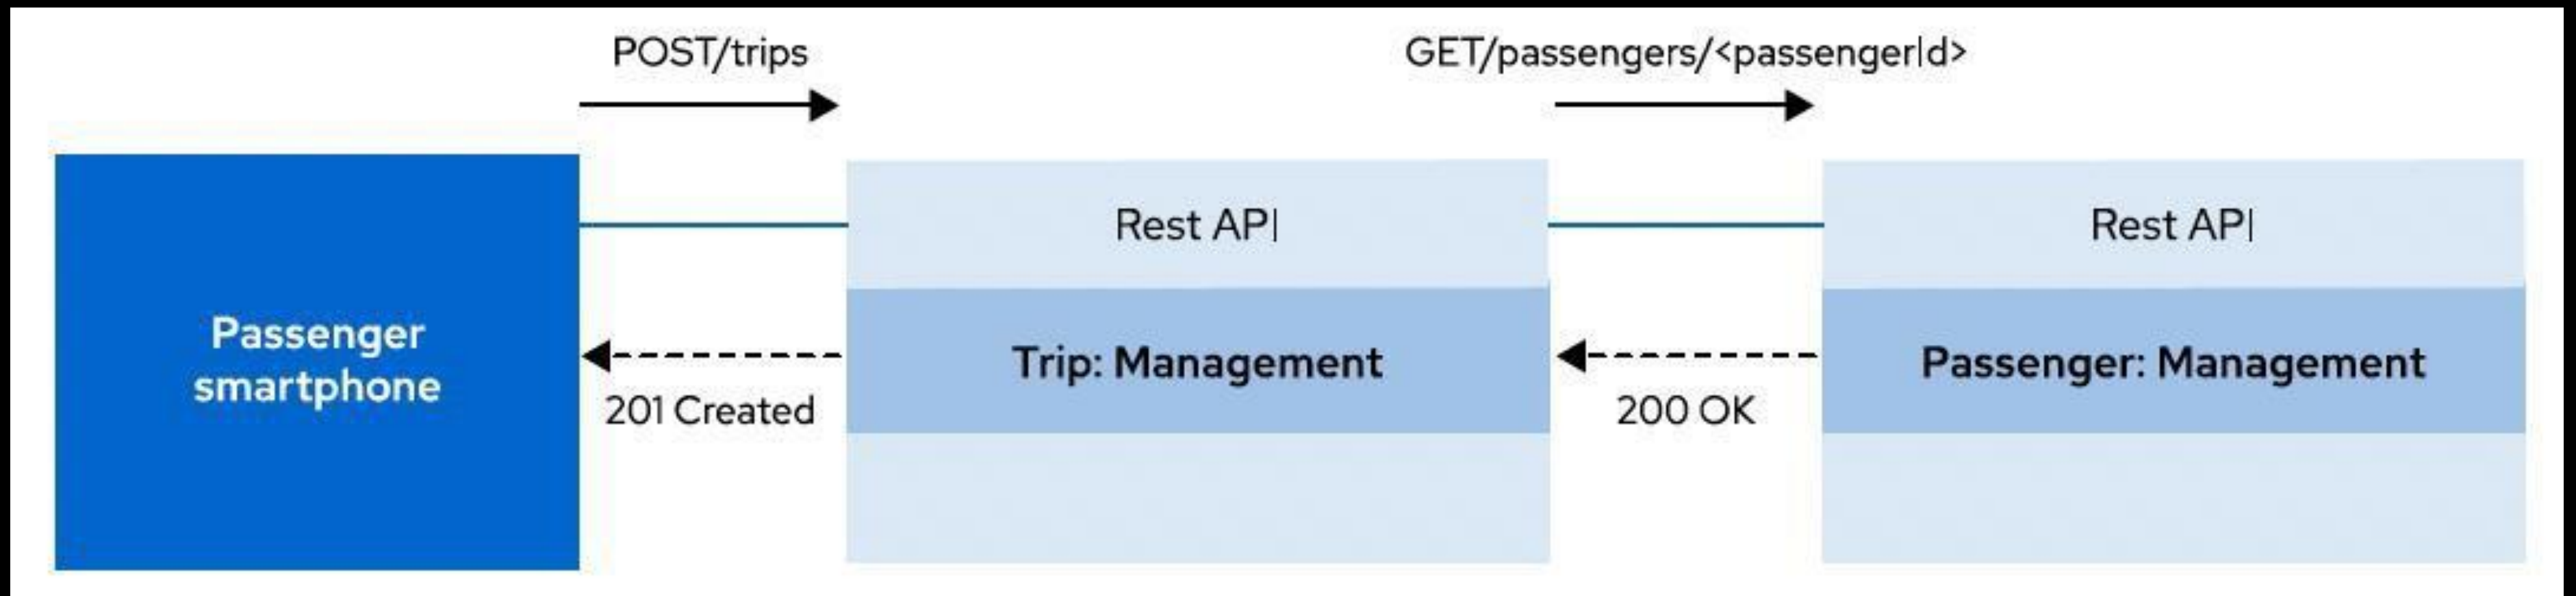 POST/trips
GET/passengers/<passengerId>
Rest API
Rest API
Passenger
smartphone
Trip: Management
Passenger: Management
201 Created
200 OK